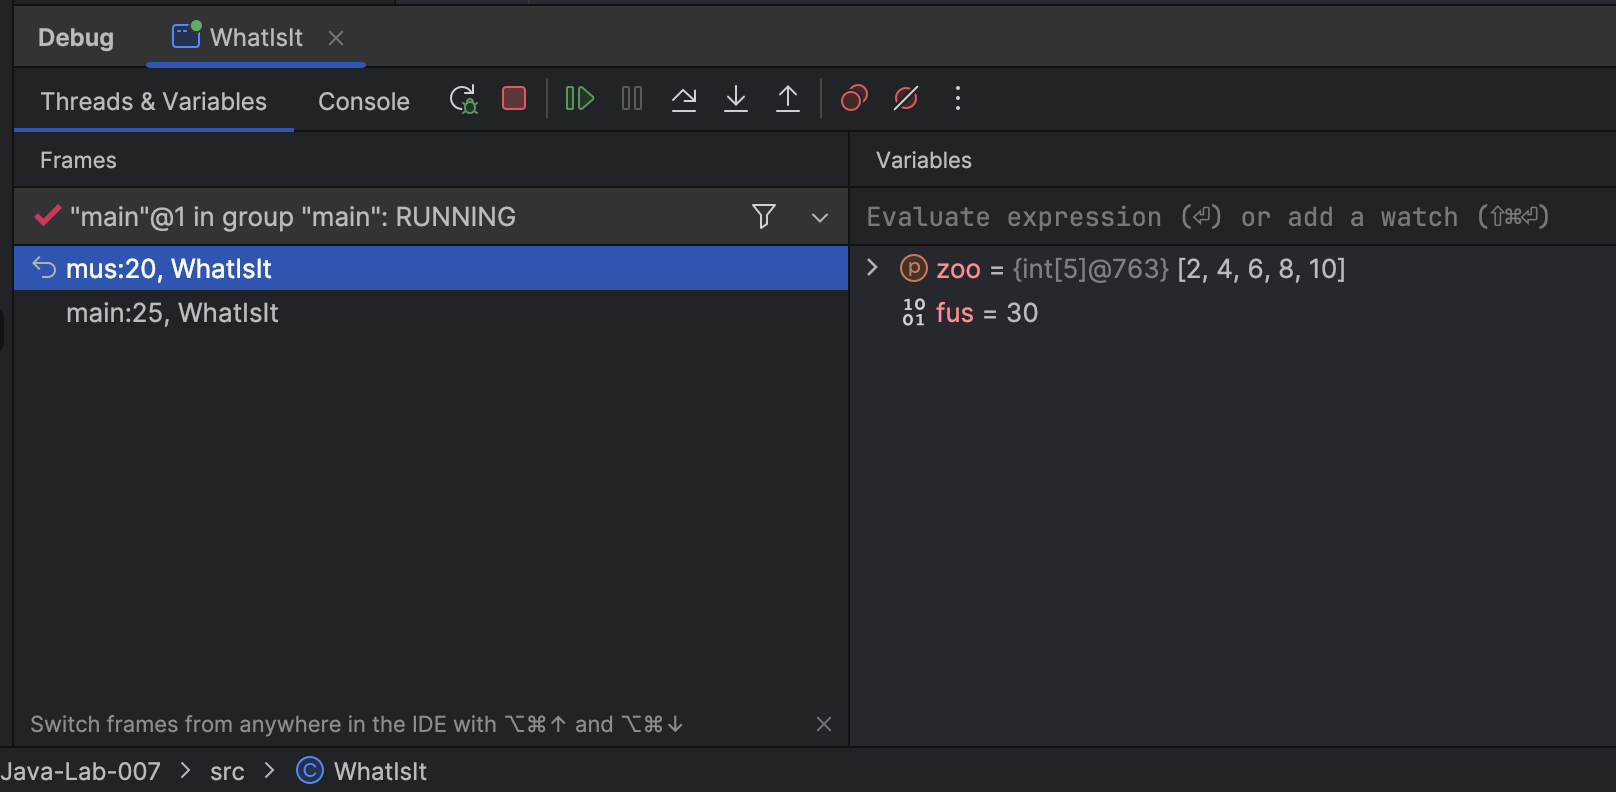 Debug WhatIsIt
Threads & Variables Console
Frames
Variables
"main"@1 in group "main": RUNNING
Evaluate expression (⏎) or add a watch (⇧⌘⏎)
mus:20, WhatIsIt
main:25, WhatIsIt
p zoo = {int[5]@763} [2, 4, 6, 8, 10]
10
01 fus = 30
Switch frames from anywhere in the IDE with ⌥⌘↑ and ⌥⌘↓
Java-Lab-007 > src > C WhatIsIt